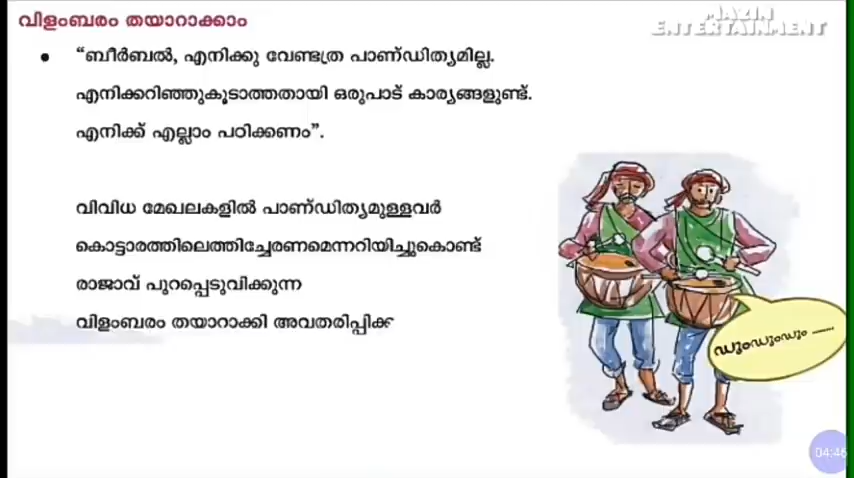 വിളംബരം തയാറാക്കാം
MAZIN
ENTERTAINMENT
• “ബീർബൽ, എനിക്കു വേണ്ടത്ര പാണ്ഡിത്യമില്ല.
എനിക്കറിഞ്ഞുകൂടാത്തതായി ഒരുപാട് കാര്യങ്ങളുണ്ട്.
എനിക്ക് എല്ലാം പഠിക്കണം”.
വിവിധ മേഖലകളിൽ പാണ്ഡിത്യമുള്ളവർ
കൊട്ടാരത്തിലെത്തിച്ചേരണമെന്നറിയിച്ചുകൊണ്ട്
രാജാവ് പുറപ്പെടുവിക്കുന്ന
വിളംബരം തയാറാക്കി അവതരിപ്പിക്ക
ഡുംഡുംഡും .......
04:46